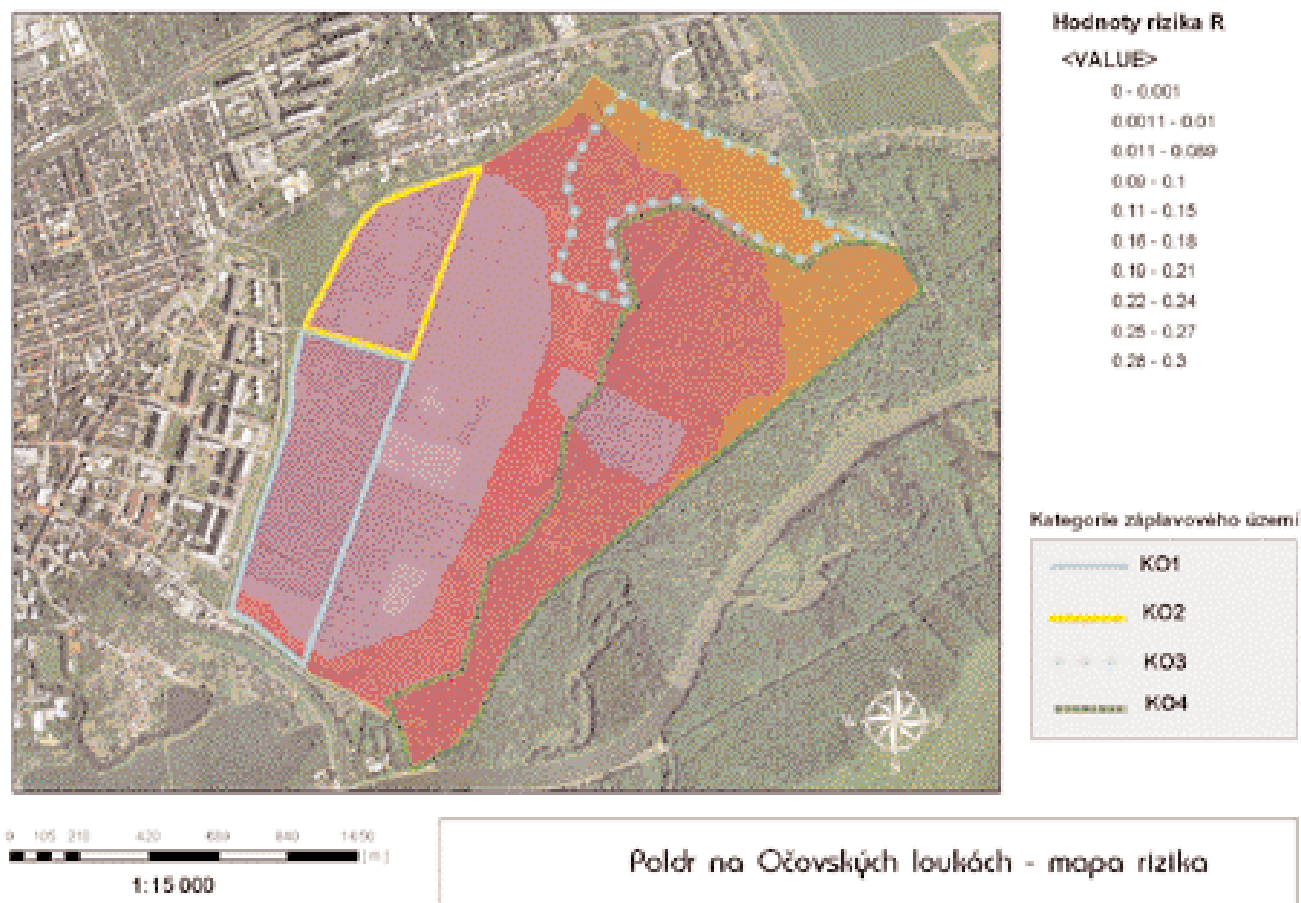 Hodnoty rizika R
<VALUE>
0 - 0.001
0.0011 - 0.01
0.011 - 0.089
0.09 - 0.1
0.11 - 0.15
0.16 - 0.18
0.19 - 0.21
0.22 - 0.24
0.25 - 0.27
0.28 - 0.3
Kategorie záplavového území
KO1
KO2
KO3
KO4
0 105 210 420 840
[m]
1:15 000
Poldr na Očovských loukách - mapa rizika